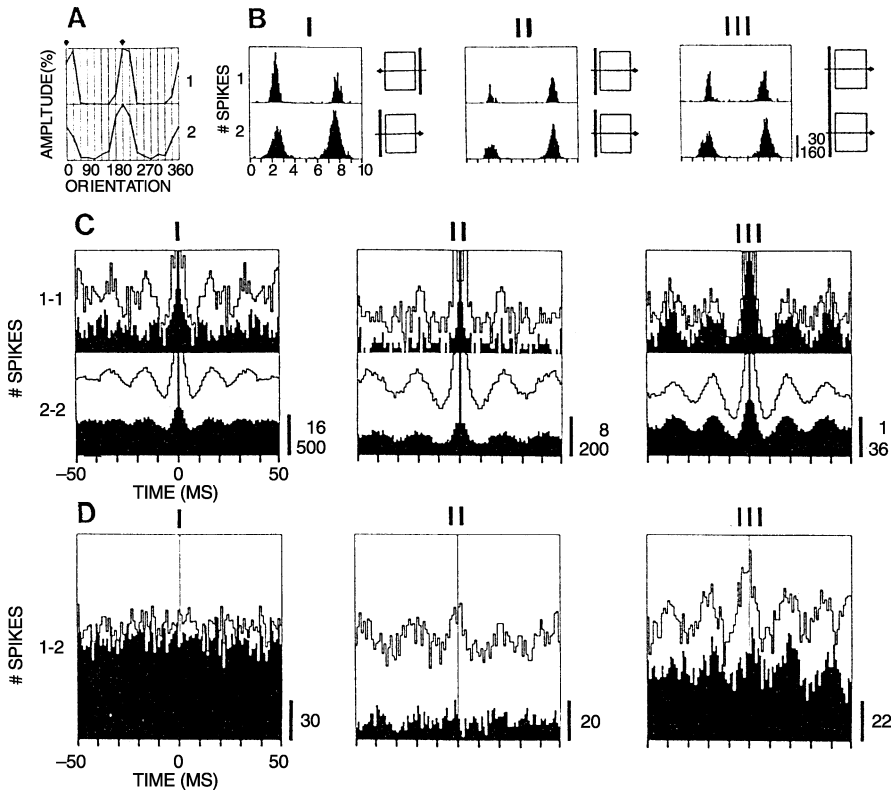 A
AMPLTUDE(%)
1
2
0 90 180 270 360
ORIENTATION
B
I II III
# SPIKES
1
2
0 2 4 6 8 10
30
160
C
I II III
# SPIKES
1-1
2-2
16
500
8
200
1
36
-50 0 50
TIME (MS)
D
I II III
# SPIKES
1-2
30
20
22
-50 0 50
TIME (MS)